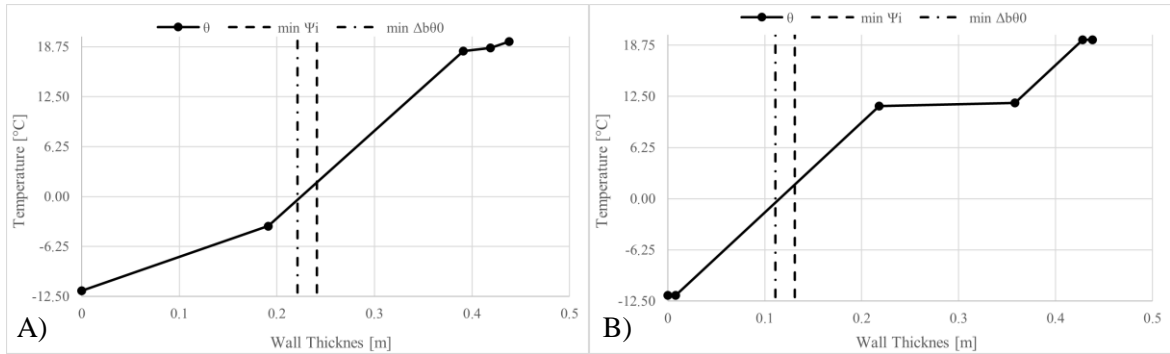 θ min Ψi min Δbθ0
18.75
12.50
6.25
0.00
-6.25
-12.50
Temperature [°C]
0 0.1 0.2 0.3 0.4 0.5
Wall Thicknes [m]
A)
θ min Ψi min Δbθ0
18.75
12.50
6.25
0.00
-6.25
-12.50
Temperature [°C]
0 0.1 0.2 0.3 0.4 0.5
Wall Thicknes [m]
B)